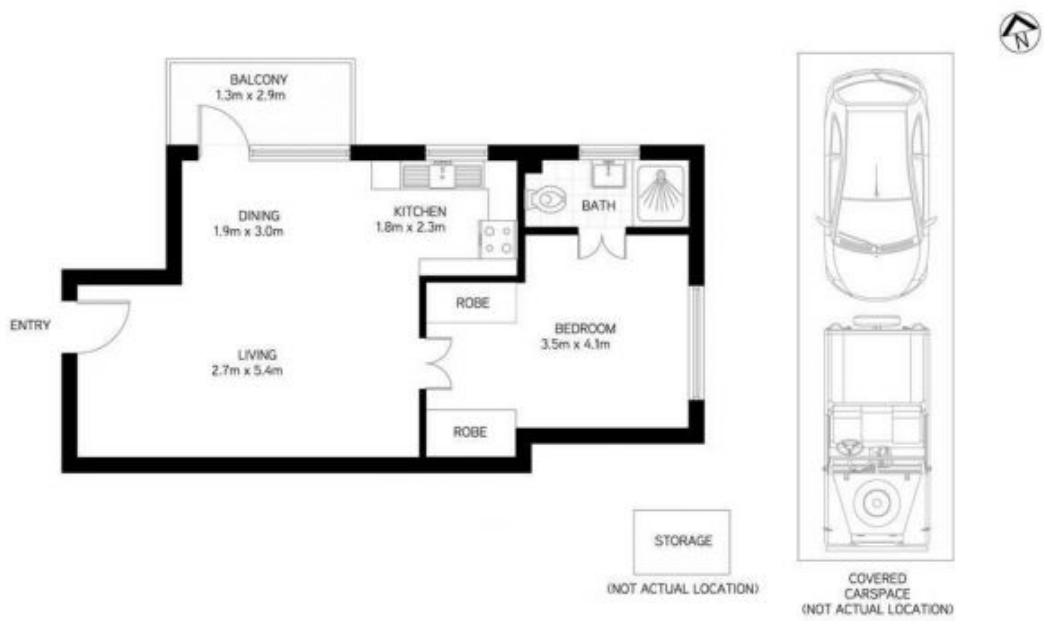 N
BALCONY
1.3m x 2.9m
DINING
1.9m x 3.0m
KITCHEN
1.8m x 2.3m
BATH
ENTRY
ROBE
BEDROOM
3.5m x 4.1m
LIVING
2.7m x 5.4m
ROBE
STORAGE
(NOT ACTUAL LOCATION)
COVERED
CARSPACE
(NOT ACTUAL LOCATION)